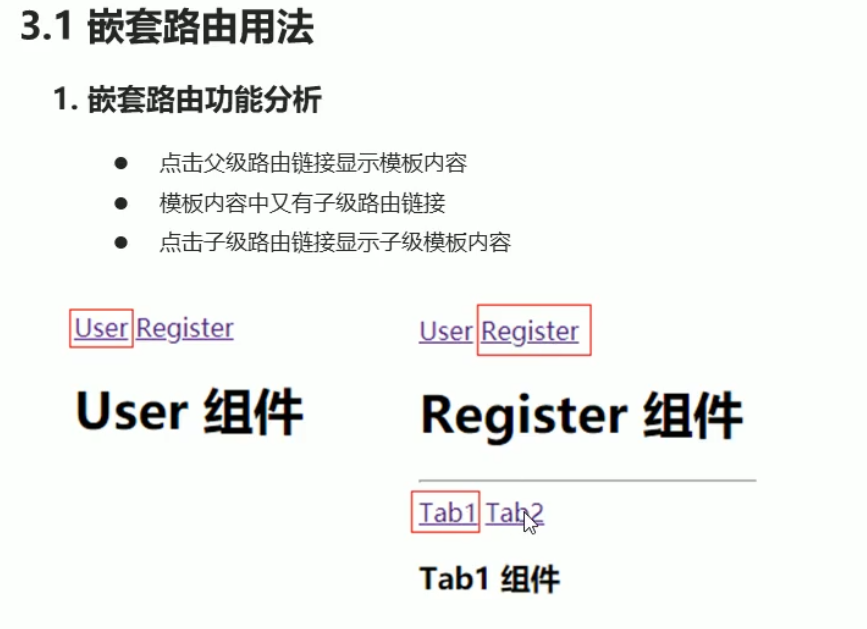 3.1 嵌套路由用法
1. 嵌套路由功能分析
● 点击父级路由链接显示模板内容
● 模板内容中又有子级路由链接
● 点击子级路由链接显示子级模板内容
User Register
User 组件
User Register
Register 组件
Tab1 Tab2
Tab1 组件